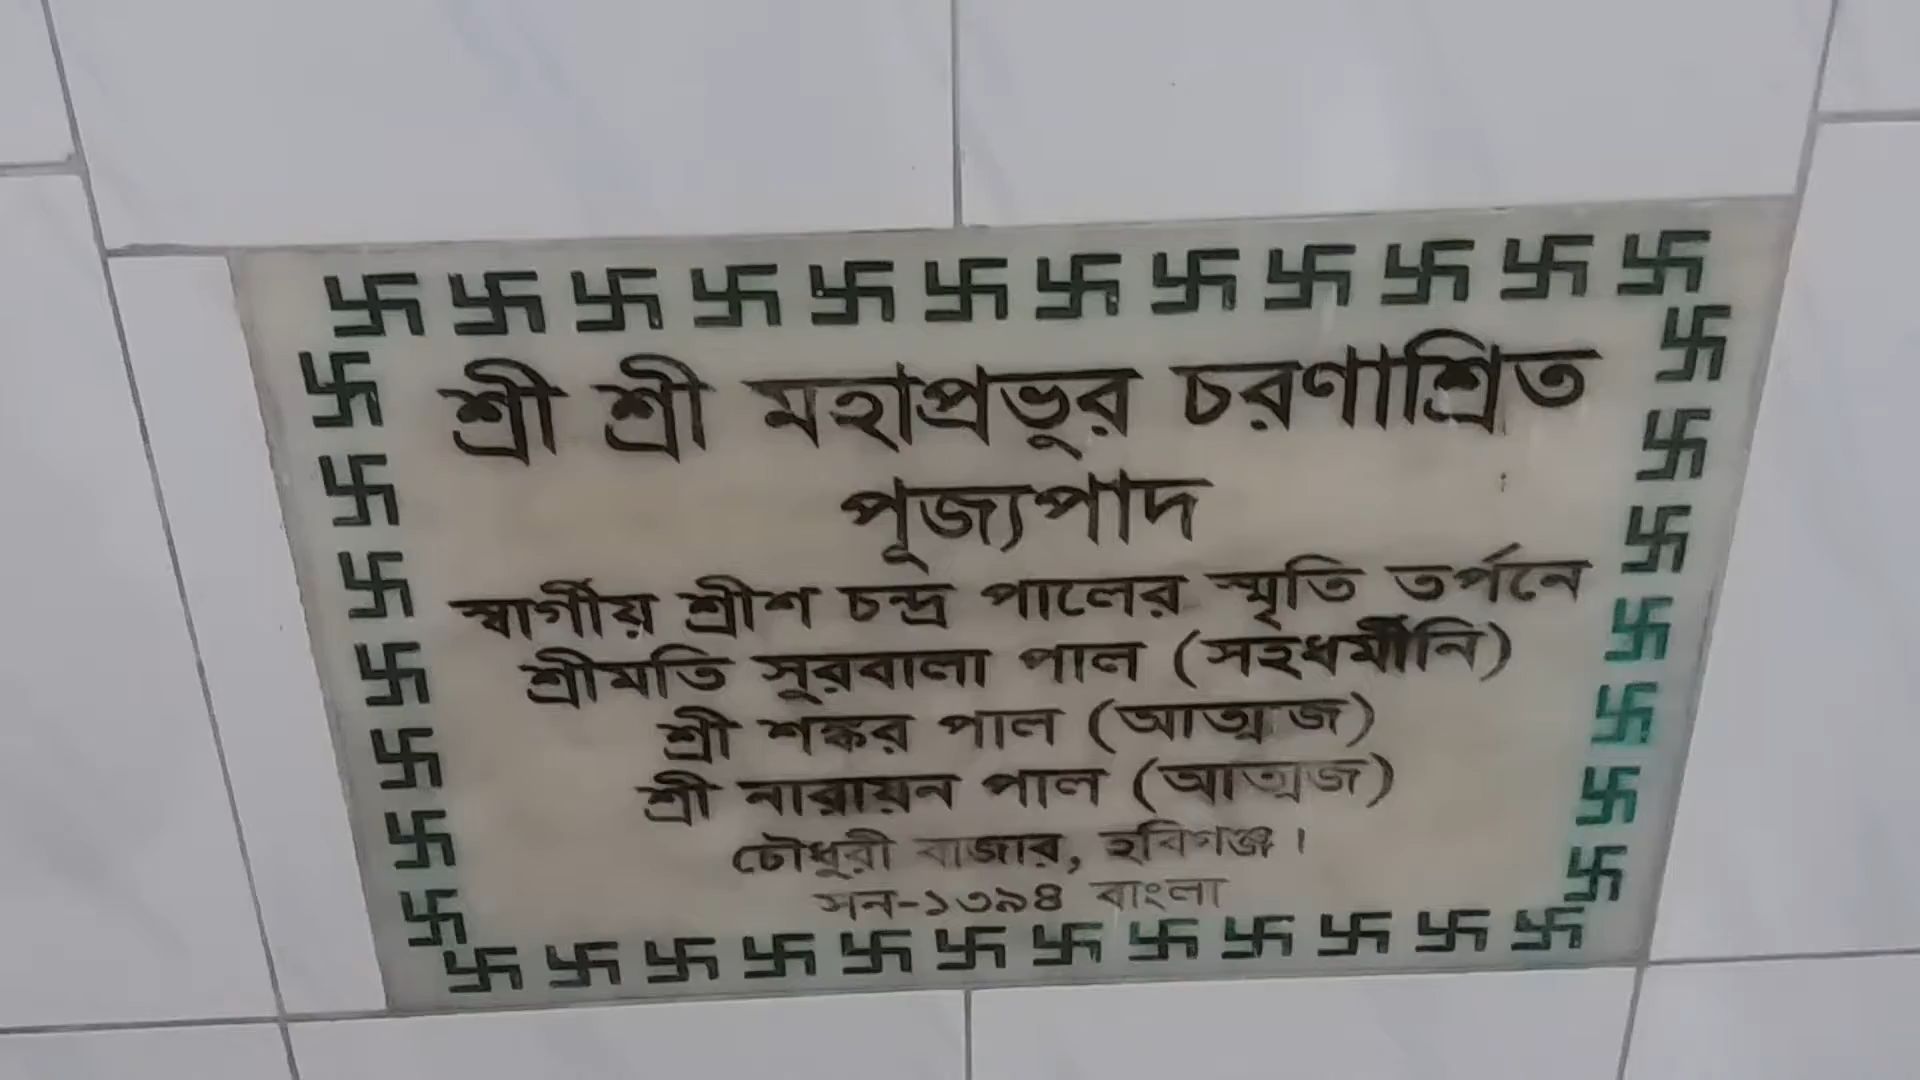 শ্রী শ্রী মহাপ্রভুর চরণাশ্রিত
পূজ্যপাদ
স্বার্গীয় শ্রীশ চন্দ্র পালের স্মৃতি তর্পনে
শ্রীমতি সুরবালা পাল (সহধর্মীনি)
শ্রী শঙ্কর পাল (আত্মজ)
শ্রী নারায়ন পাল (আত্মজ)
চৌধুরী বাজার, হবিগঞ্জ।
সন-১৩৯৪ বাংলা